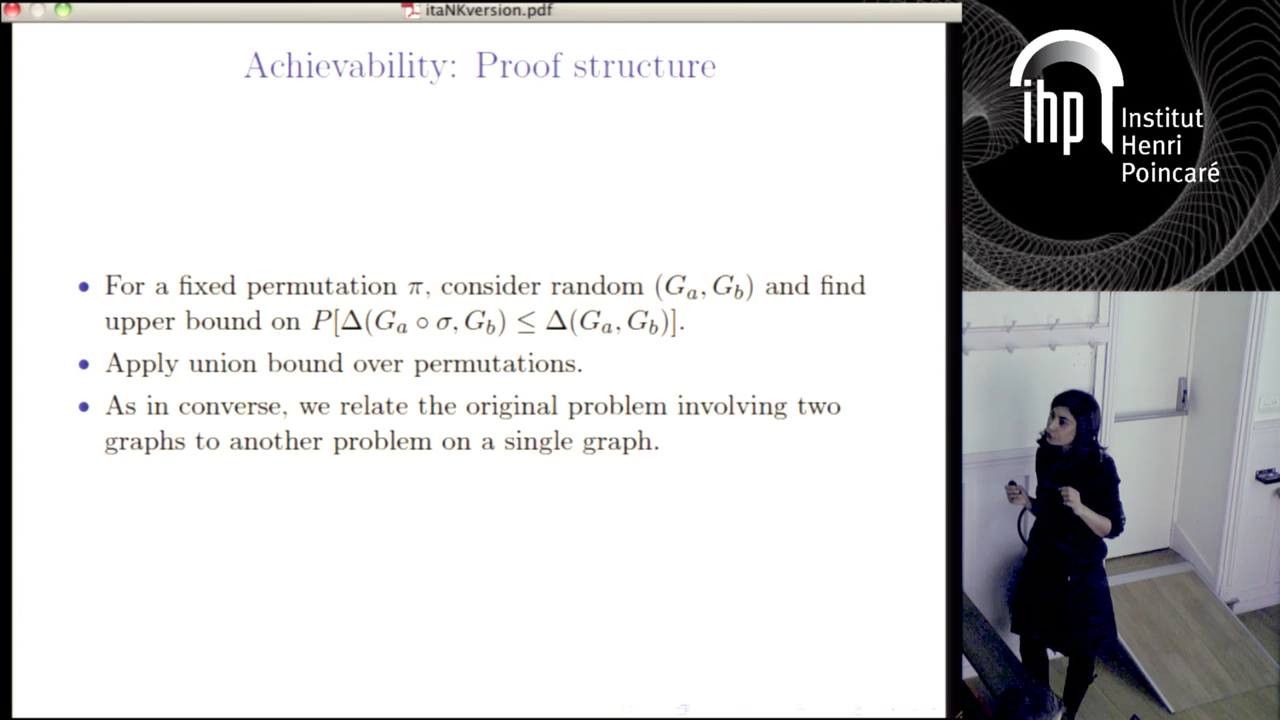 itaNKversion.pdf
Achievability: Proof structure
• For a fixed permutation π, consider random (G_a, G_b) and find
upper bound on P[Δ(G_a ∘ σ, G_b) ≤ Δ(G_a, G_b)].
• Apply union bound over permutations.
• As in converse, we relate the original problem involving two
graphs to another problem on a single graph.
ihp
Institut
Henri
Poincaré